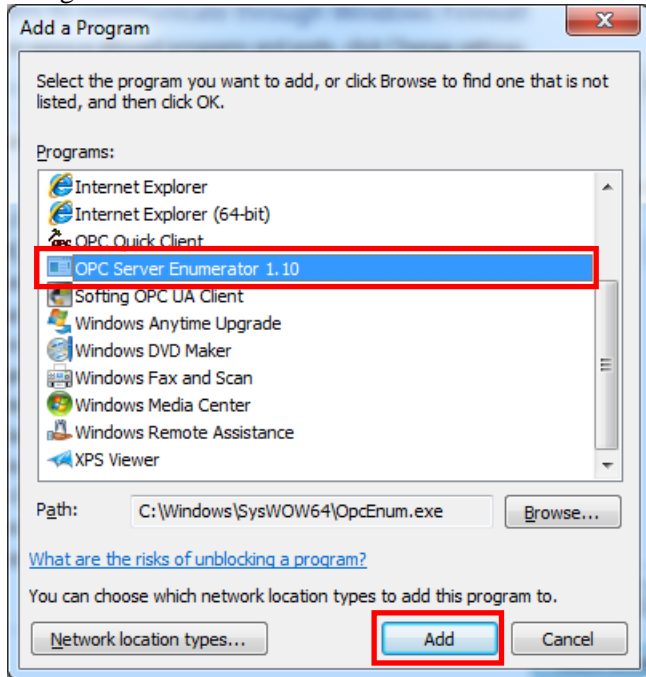 Add a Program
Select the program you want to add, or click Browse to find one that is not
listed, and then click OK.
Programs:
Internet Explorer
Internet Explorer (64-bit)
OPC Quick Client
OPC Server Enumerator 1.10
Softing OPC UA Client
Windows Anytime Upgrade
Windows DVD Maker
Windows Fax and Scan
Windows Media Center
Windows Remote Assistance
XPS Viewer
Path: C:\Windows\SysWOW64\OpcEnum.exe Browse...
What are the risks of unblocking a program?
You can choose which network location types to add this program to.
Network location types... Add Cancel